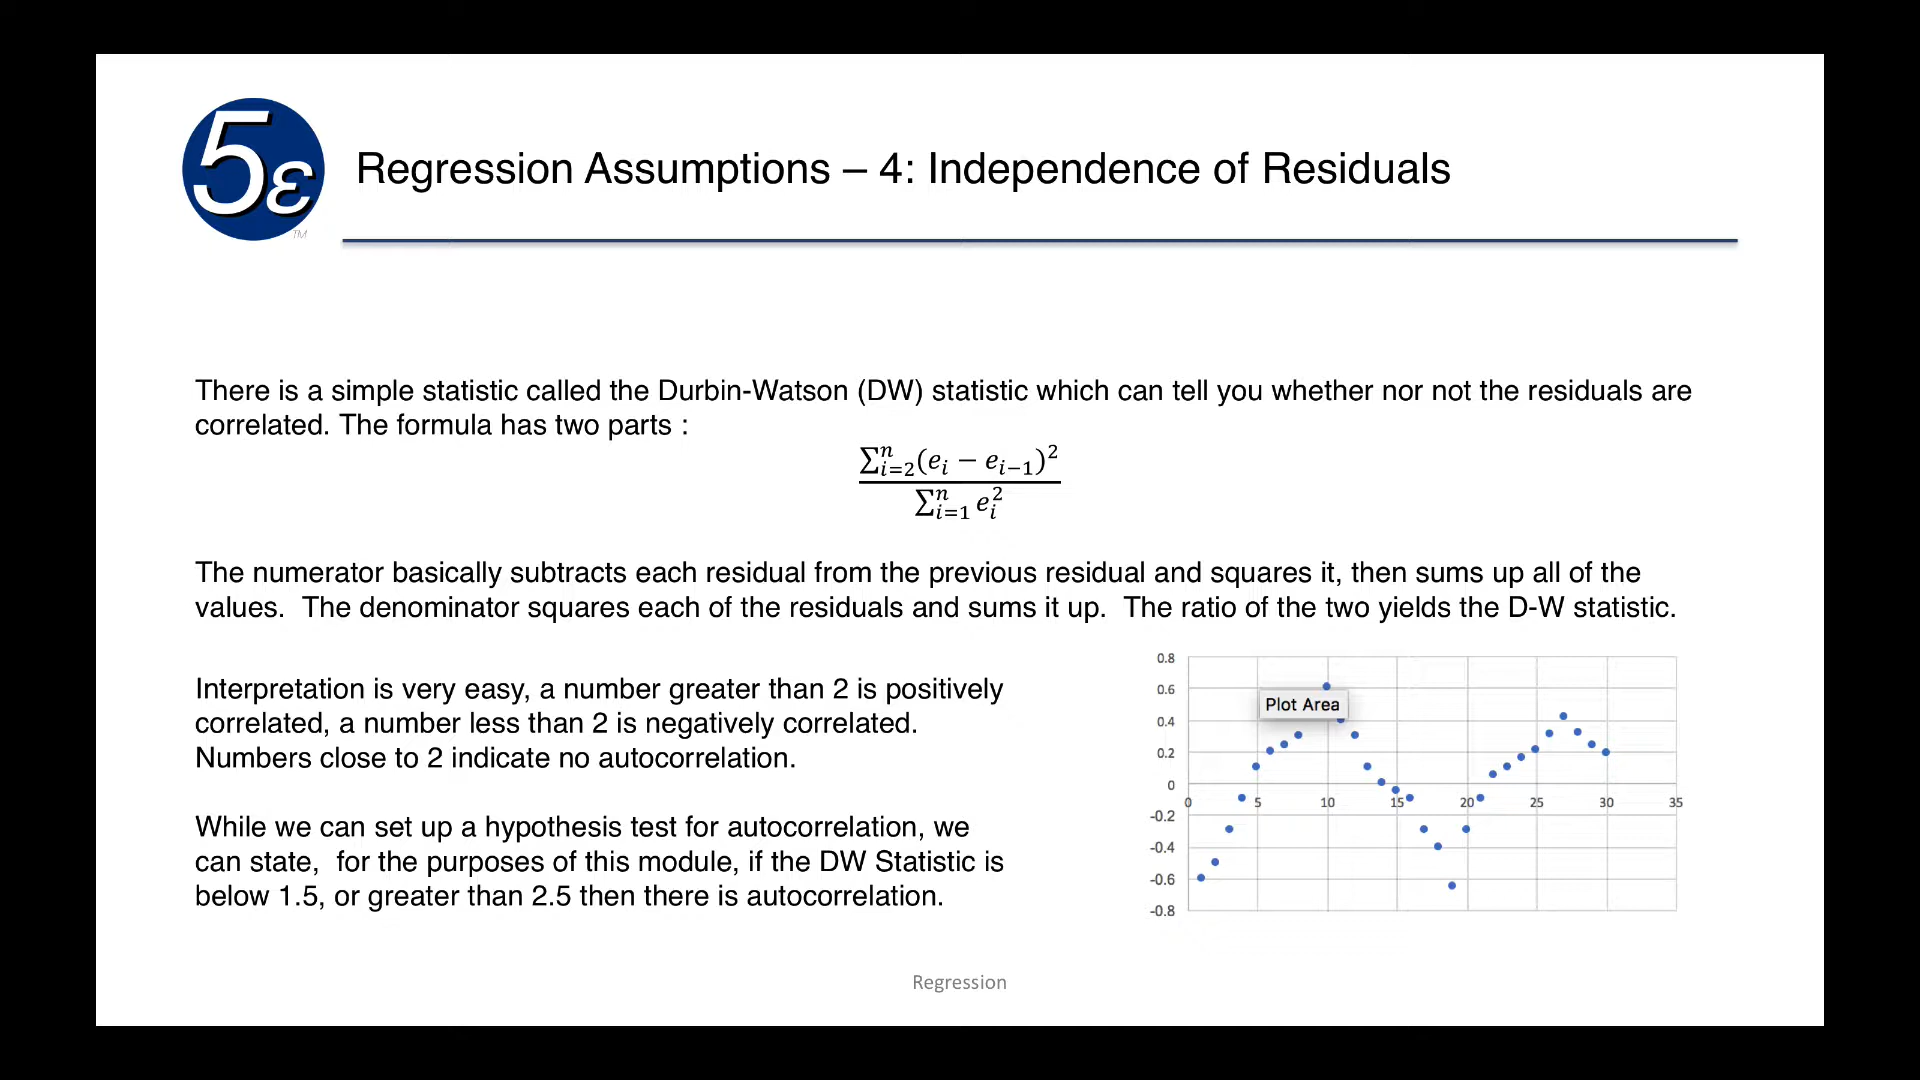 5ε
TM
Regression Assumptions – 4: Independence of Residuals
There is a simple statistic called the Durbin-Watson (DW) statistic which can tell you whether nor not the residuals are
correlated. The formula has two parts :
∑ⁿᵢ₌₂(eᵢ − eᵢ₋₁)²
∑ⁿᵢ₌₁ eᵢ²
The numerator basically subtracts each residual from the previous residual and squares it, then sums up all of the
values. The denominator squares each of the residuals and sums it up. The ratio of the two yields the D-W statistic.
Interpretation is very easy, a number greater than 2 is positively
correlated, a number less than 2 is negatively correlated.
Numbers close to 2 indicate no autocorrelation.
While we can set up a hypothesis test for autocorrelation, we
can state, for the purposes of this module, if the DW Statistic is
below 1.5, or greater than 2.5 then there is autocorrelation.
0.8
0.6
Plot Area
0.4
0.2
0
0 5 10 15 20 25 30 35
-0.2
-0.4
-0.6
-0.8
Regression